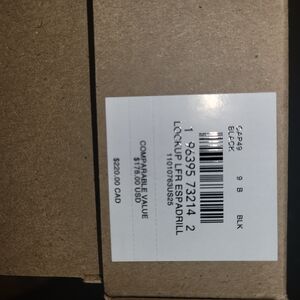 CAP49 9 B BLK
BLACK
1 96395 73214 2
LOCKUP LFR ESPADRILL
11010763US25
COMPARABLE VALUE
$178.00 USD
$220.00 CAD